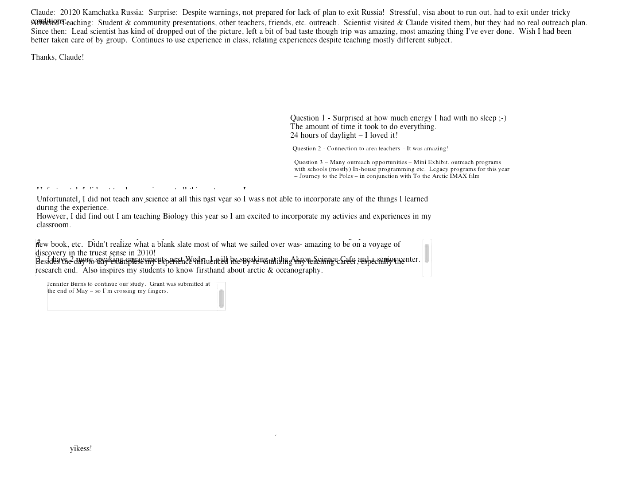 Claude: 20120 Kamchatka Russia: Surprise: Despite warnings, not prepared for lack of plan to exit Russia! Stressful, visa about to run out, had to exit under tricky
Teaching: Student & community presentations, other teachers, friends, etc. outreach. Scientist visited & Claude visited them, but they had no real outreach plan.
Since then: Lead scientist has kind of dropped out of the picture, left a bit of bad taste though trip was amazing, most amazing thing I've ever done. Wish I had been
better taken care of by group. Continues to use experience in class, relating experiences despite teaching mostly different subject.
Thanks, Claude!
Question 1 - Surprised at how much energy I had with no sleep ;-)
The amount of time it took to do everything.
24 hours of daylight – I loved it!
Question 2 - Connection to area teachers - It was amazing!
Question 3 – Many outreach opportunities – Mini Exhibit, outreach programs
with schools (mostly) In-house programming etc. Legacy programs for this year
– Journey to the Poles – in conjunction with To the Arctic IMAX film
Unfortunately, I did not teach any science at all this past year so I was not able to incorporate any of the things I learned
during the experience.
However, I did find out I am teaching Biology this year so I am excited to incorporate my activies and experiences in my
classroom.
new book, etc. Didn't realize what a blank slate most of what we sailed over was- amazing to be on a voyage of
discovery in the truest sense in 2010!
research end. Also inspires my students to know firsthand about arctic & oceanography.
Jennifer Burns to continue our study. Grant was submitted at
the end of May – so I'm crossing my fingers.
yikess!